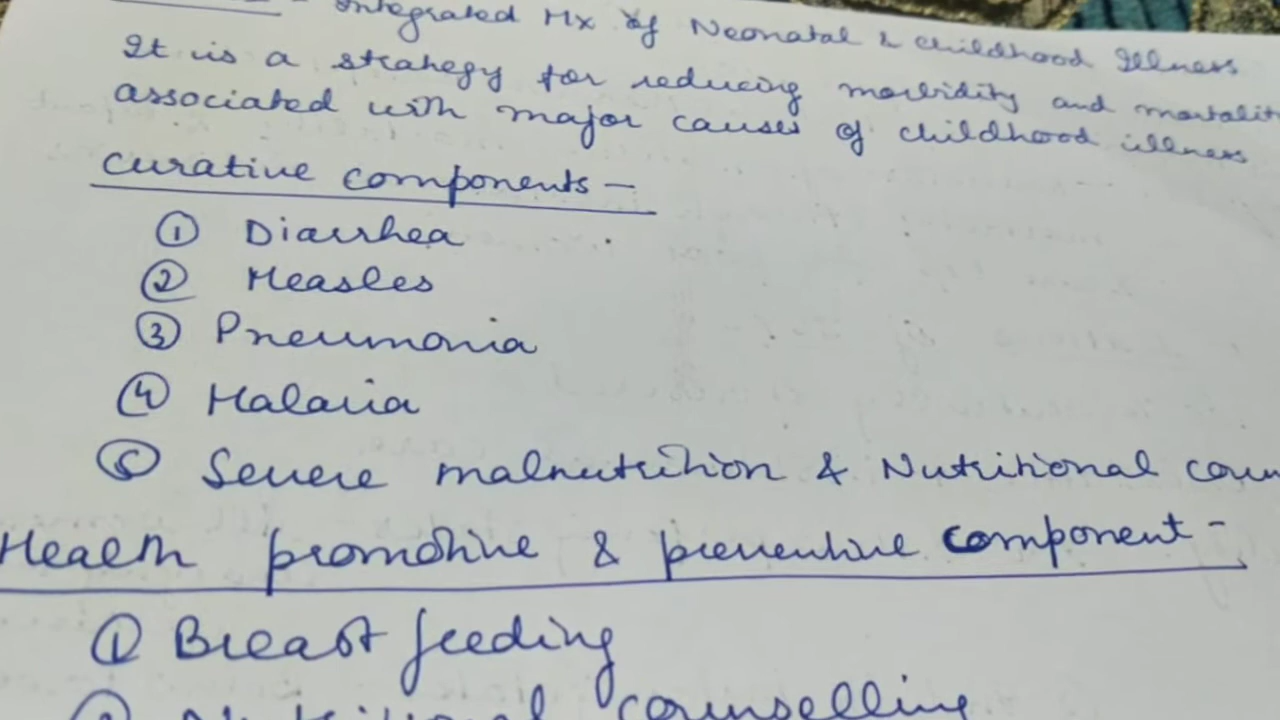 - Integrated Mx of Neonatal & childhood Illness
It is a strategy for reducing morbidity and
associated with major causes of childhood illness
curative components -
① Diarrhea
② Measles
③ Pneumonia
④ Malaria
⑤ Severe malnutrition & Nutritional
Health promotive & preventive component -
① Breast feeding
② Nutritional counselling